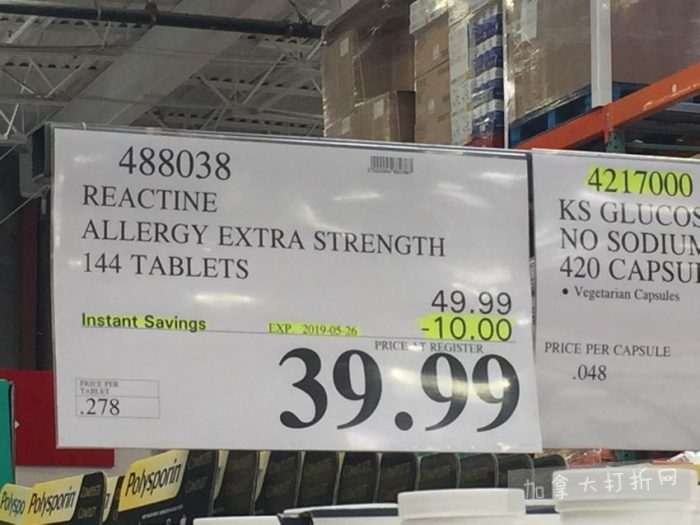 488038
REACTINE
ALLERGY EXTRA STRENGTH
144 TABLETS
49.99
Instant Savings EXP. 2019-05-26 -10.00
PRICE AT REGISTER
39.99
PRICE PER
TABLET
.278
4217000
KS GLUCOS
NO SODIUM
420 CAPSU
• Vegetarian Capsules
PRICE PER CAPSULE
.048
Polyspo
Polysporin
Polysporin
加拿大打折网